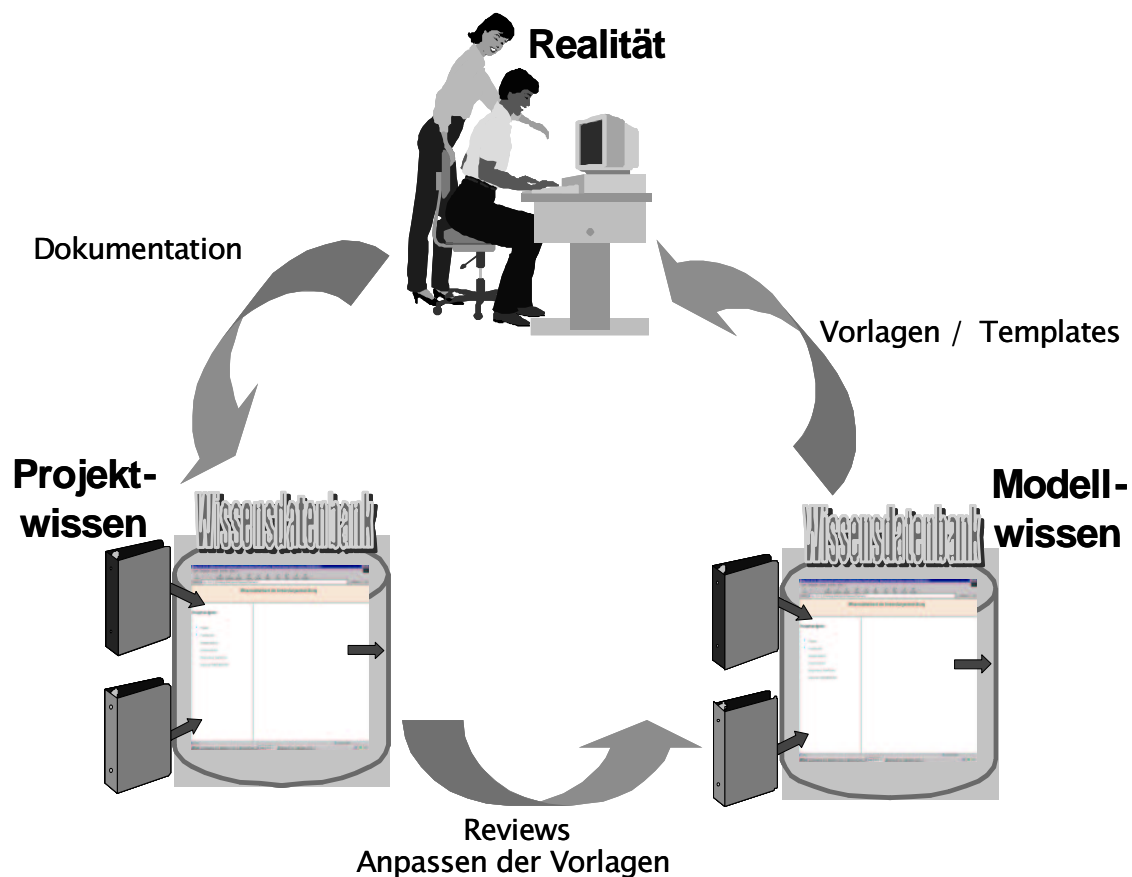 Realität
Dokumentation
Vorlagen / Templates
Projekt-
wissen
Wissensdatenbank
Modell-
wissen
Wissensdatenbank
Reviews
Anpassen der Vorlagen